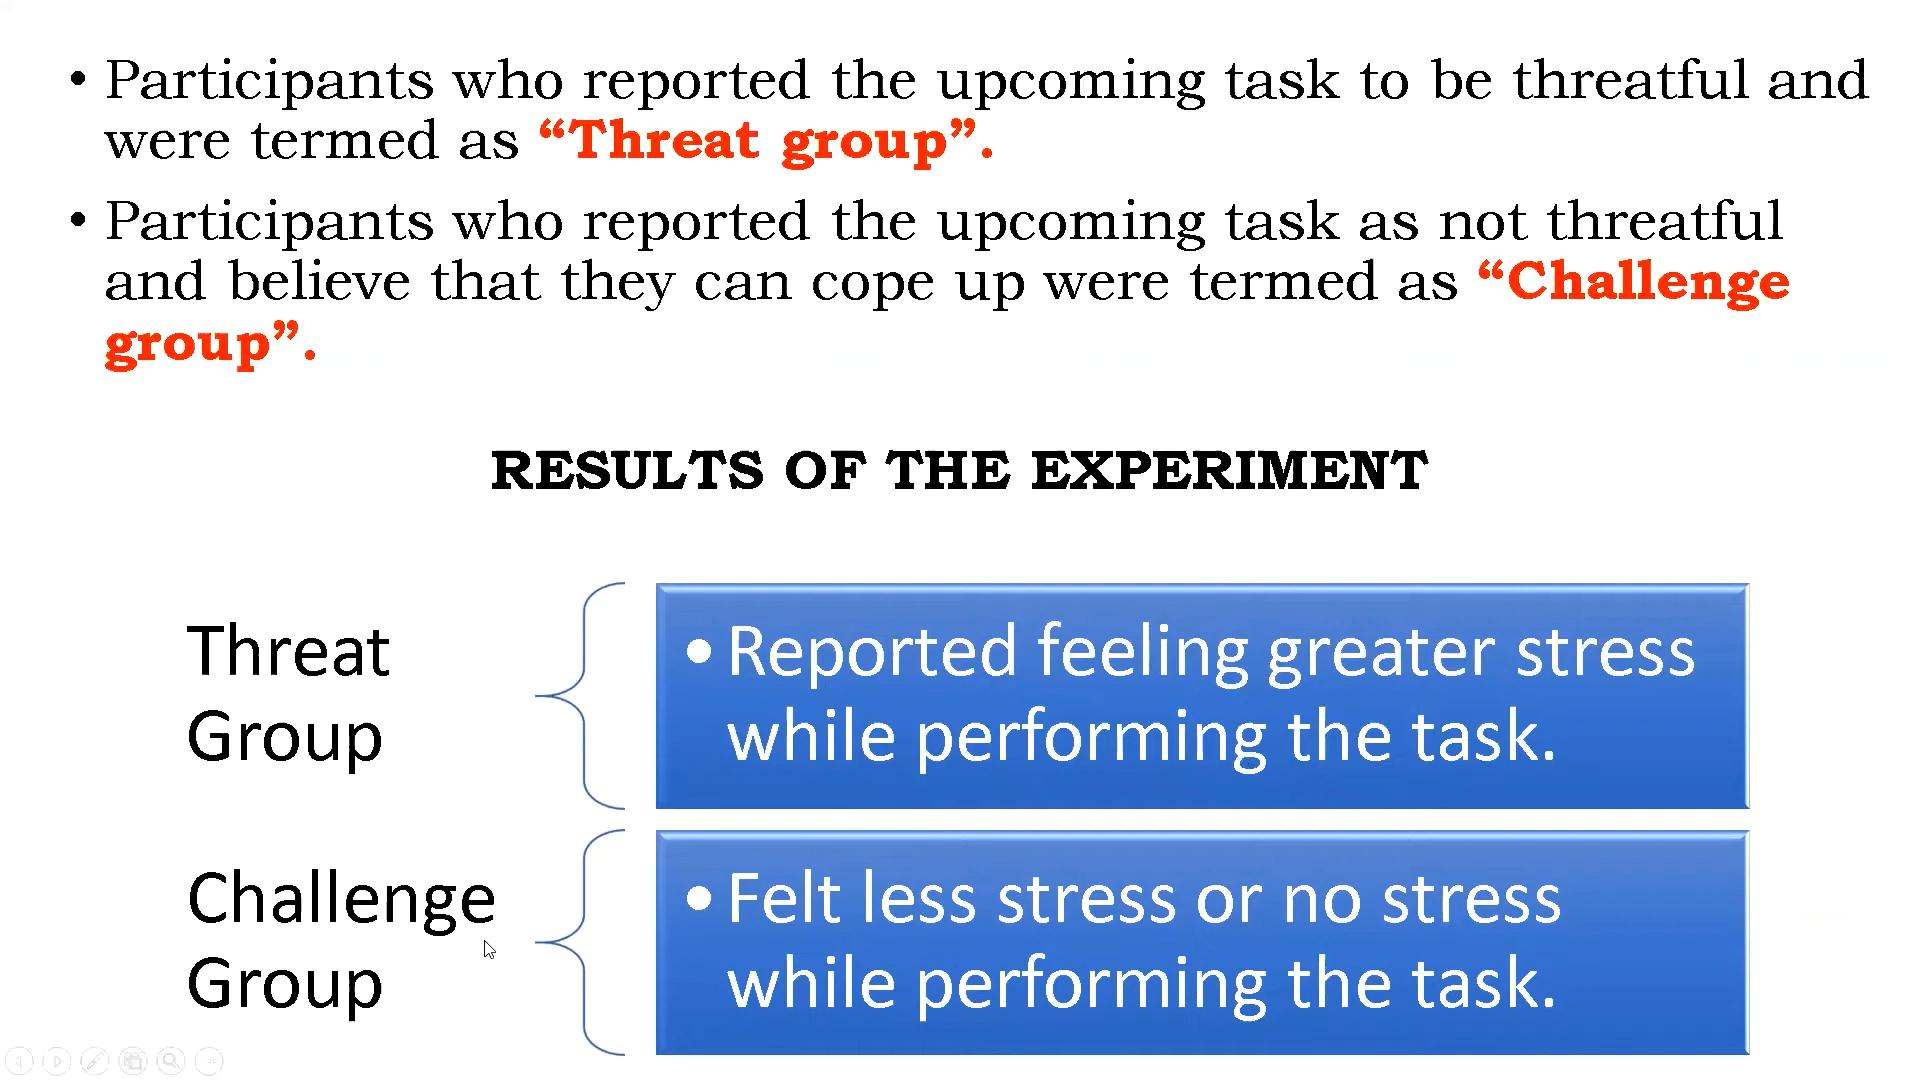 • Participants who reported the upcoming task to be threatful and
were termed as “Threat group”.
• Participants who reported the upcoming task as not threatful
and believe that they can cope up were termed as “Challenge
group”.
RESULTS OF THE EXPERIMENT
Threat
Group
• Reported feeling greater stress
while performing the task.
Challenge
Group
• Felt less stress or no stress
while performing the task.